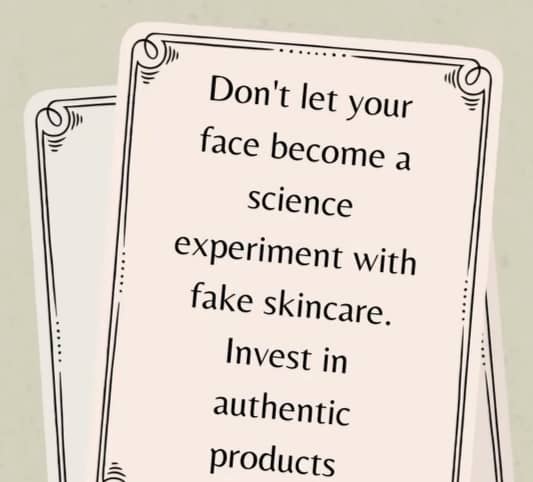 Don't let your
face become a
science
experiment with
fake skincare.
Invest in
authentic
products